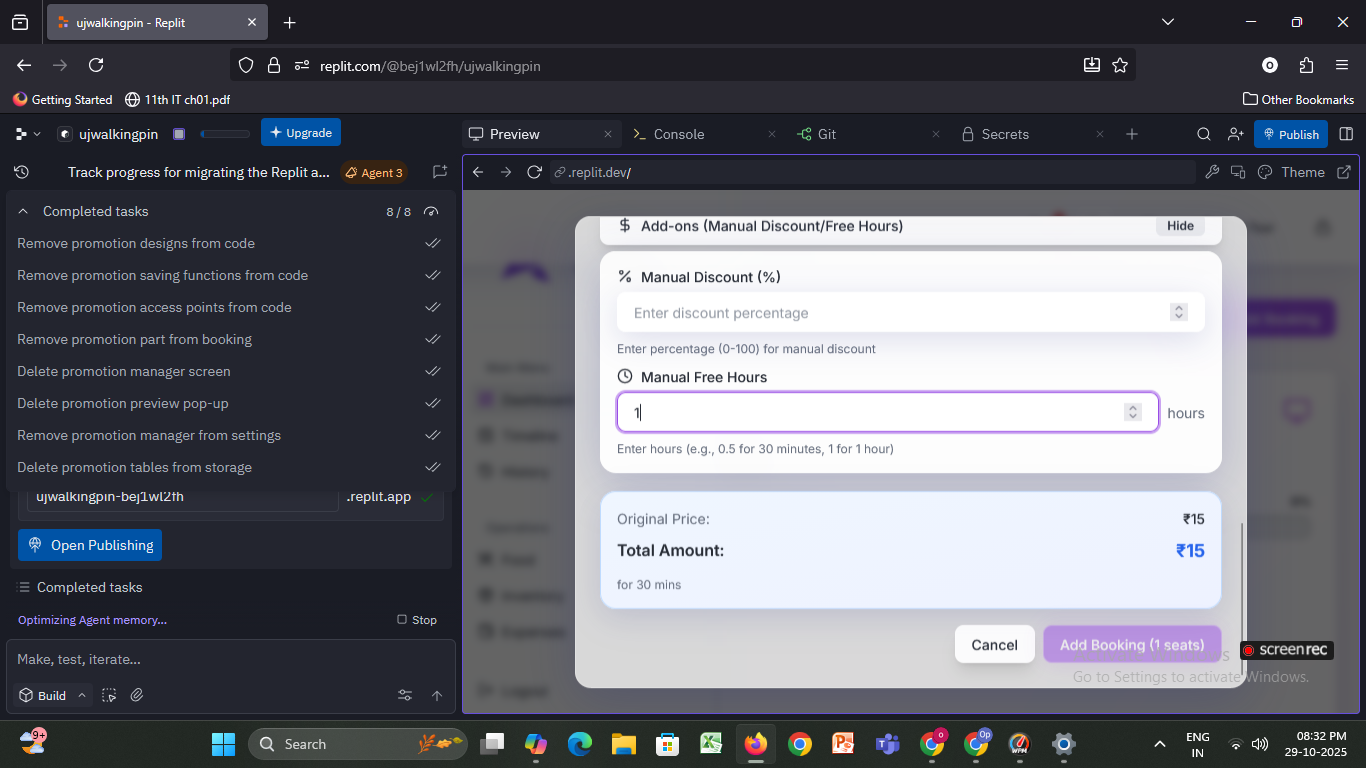 ujwalkingpin - Replit
replit.com/@bej1wl2fh/ujwalkingpin
Getting Started
11th IT ch01.pdf
Other Bookmarks
ujwalkingpin
Upgrade
Preview
Console
Git
Secrets
Publish
Track progress for migrating the Replit a...
Agent 3
.replit.dev/
Theme
Completed tasks
8 / 8
Remove promotion designs from code
Remove promotion saving functions from code
Remove promotion access points from code
Remove promotion part from booking
Delete promotion manager screen
Delete promotion preview pop-up
Remove promotion manager from settings
Delete promotion tables from storage
ujwalkingpin-bej1wl2fh
.replit.app
Open Publishing
Completed tasks
Optimizing Agent memory...
Stop
Make, test, iterate...
Build
$ Add-ons (Manual Discount/Free Hours)
Hide
% Manual Discount (%)
Enter discount percentage
Enter percentage (0-100) for manual discount
Manual Free Hours
1
hours
Enter hours (e.g., 0.5 for 30 minutes, 1 for 1 hour)
Original Price:
₹15
Total Amount:
₹15
for 30 mins
Cancel
Add Booking (1 seats)
screenrec
Go to Settings to activate Windows.
Dashboard
Timeline
History
Food
Inventory
Expenses
Logout
9+
Search
ENG
IN
08:32 PM
29-10-2025